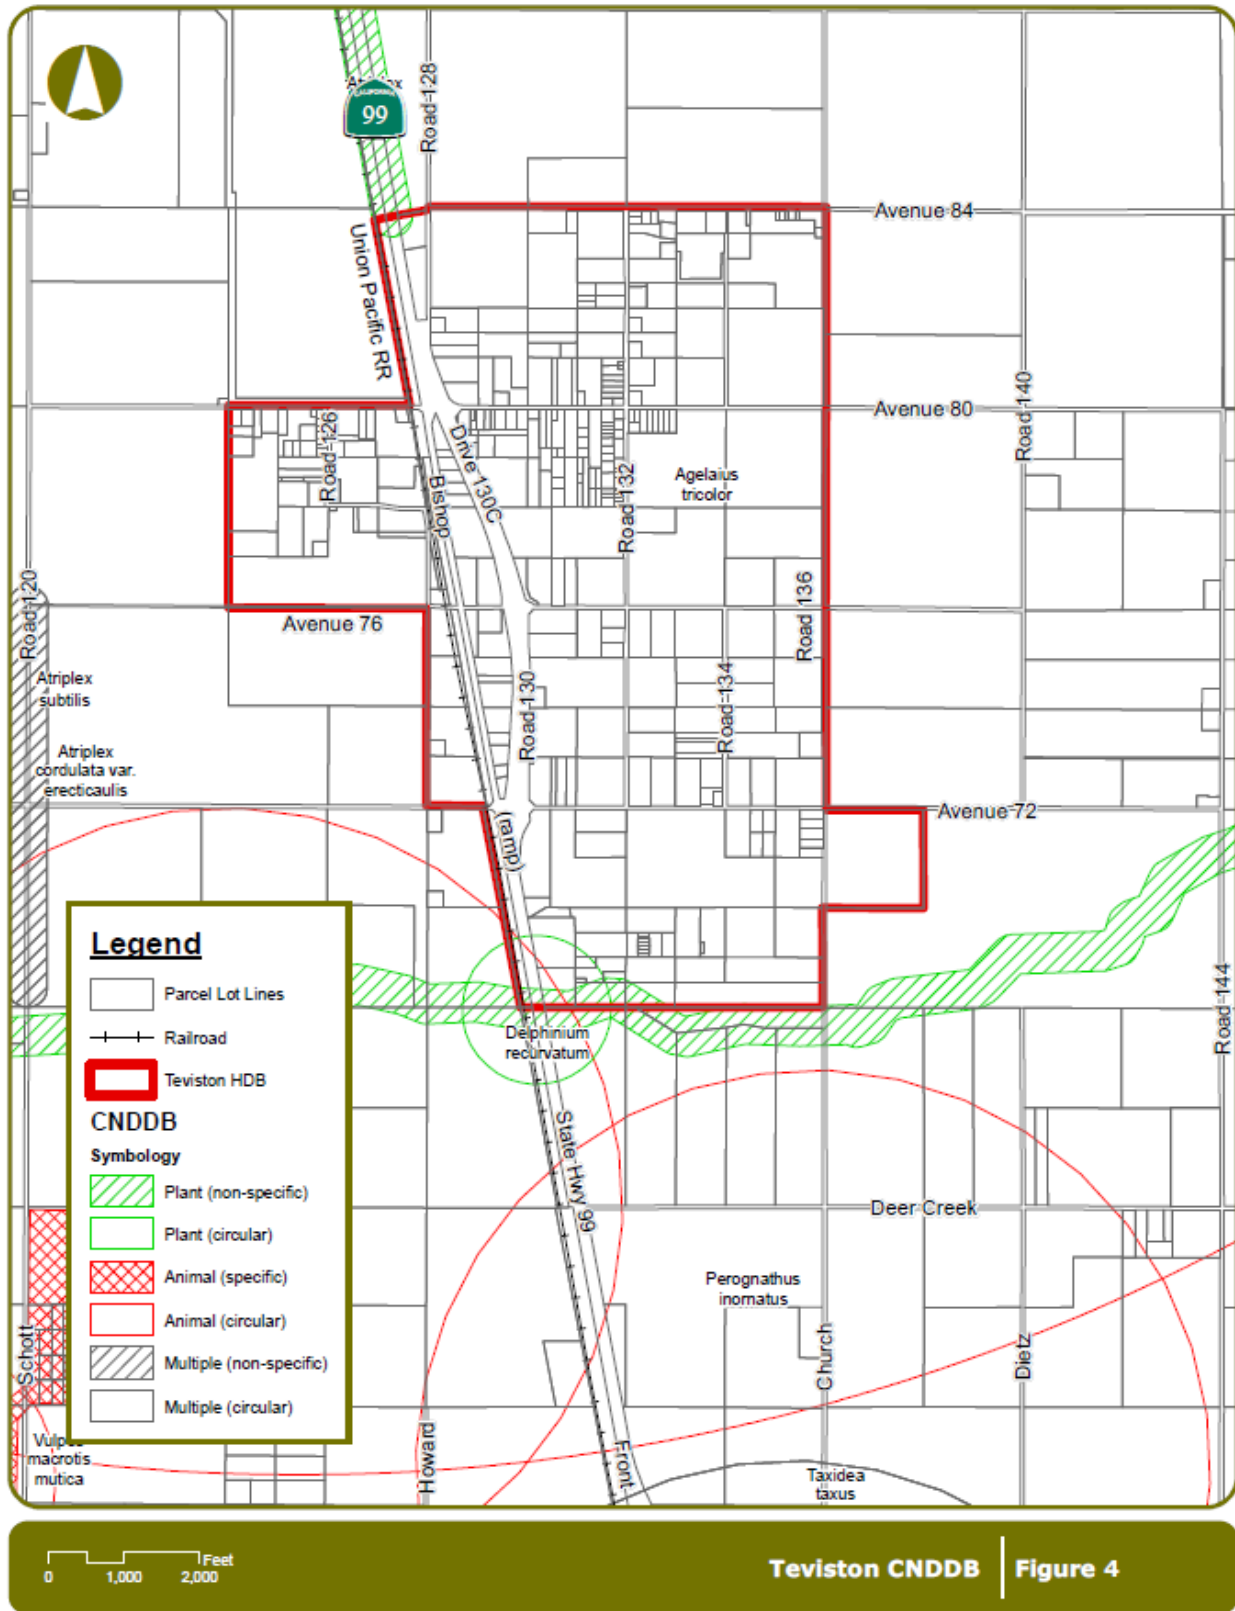 CALIFORNIA
99
Road 128
Avenue 84
Union Pacific RR
Road 140
Avenue 80
Road 126
Drive 130C
Bishop
Road 132
Agelaius
tricolor
Road 120
Road 136
Avenue 76
Atriplex
subtilis
Road 130
Road 134
Atriplex
cordulata var.
erecticaulis
Avenue 72
(ramp)
Legend
Parcel Lot Lines
Railroad
Teviston HDB
CNDDB
Symbology
Plant (non-specific)
Plant (circular)
Animal (specific)
Animal (circular)
Multiple (non-specific)
Multiple (circular)
Road 144
Delphinium
recurvatum
State Hwy 99
Deer Creek
Perognathus
inornatus
Schott
Church
Dietz
Howard
Front
macrotis
mutica
Taxidea
taxus
Feet
0 1,000 2,000
Teviston CNDDB
Figure 4